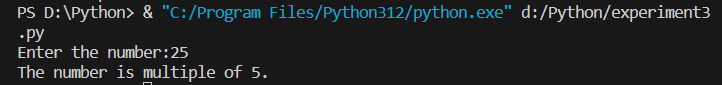 PS D:\Python> & "C:/Program Files/Python312/python.exe" d:/Python/experiment3
.py
Enter the number:25
The number is multiple of 5.